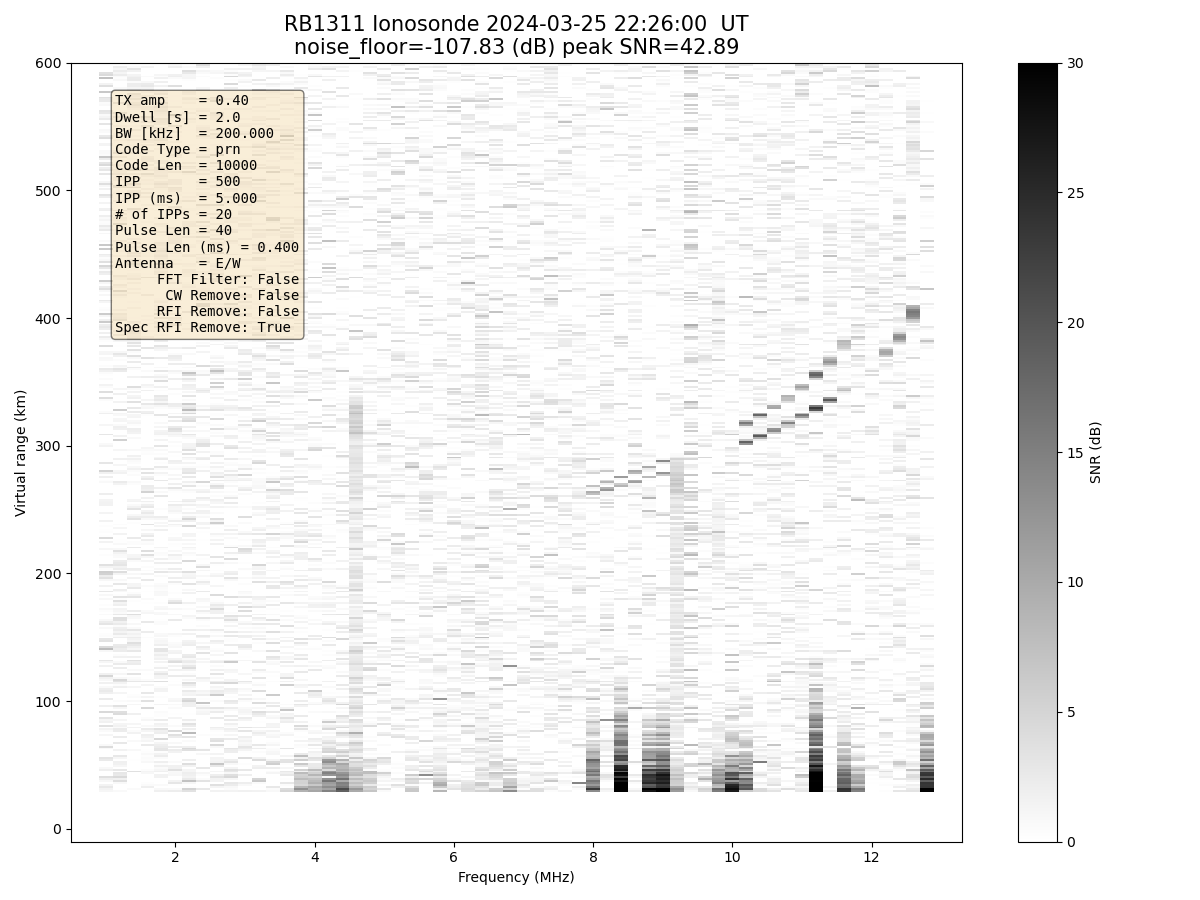 RB1311 Ionosonde 2024-03-25 22:26:00  UT
noise_floor=-107.83 (dB) peak SNR=42.89
TX amp    = 0.40
Dwell [s] = 2.0
BW [kHz]  = 200.000
Code Type = prn
Code Len  = 10000
IPP       = 500
IPP (ms)  = 5.000
# of IPPs = 20
Pulse Len = 40
Pulse Len (ms) = 0.400
Antenna   = E/W
FFT Filter: False
CW Remove: False
RFI Remove: False
Spec RFI Remove: True
Virtual range (km)
600
500
400
300
200
100
0
2 4 6 8 10 12
Frequency (MHz)
30
25
20
15
10
5
0
SNR (dB)